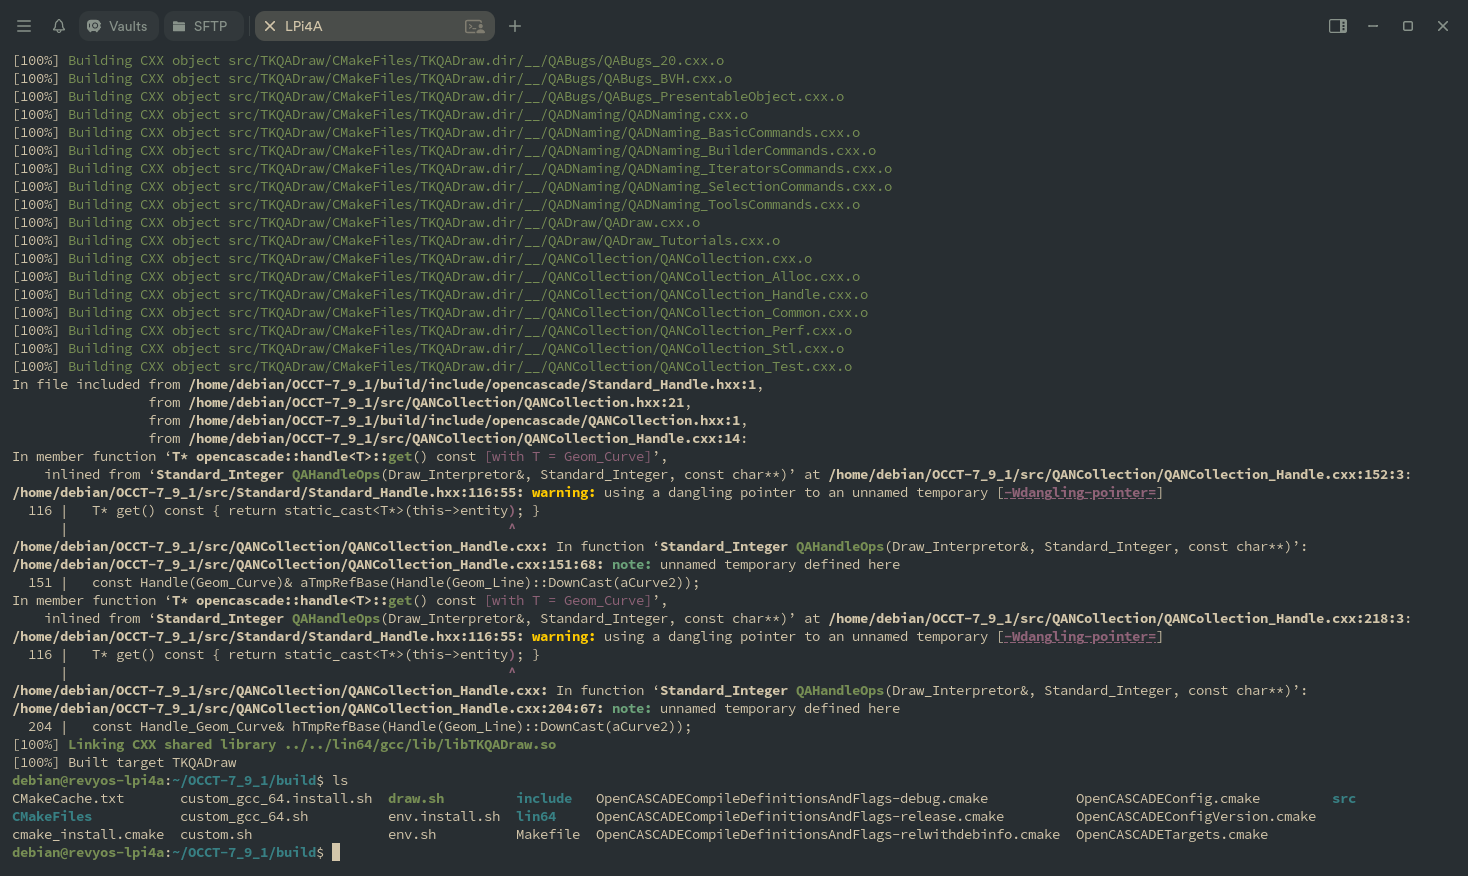 Vaults SFTP LPi4A
[100%] Building CXX object src/TKQADraw/CMakeFiles/TKQADraw.dir/__/QABugs/QABugs_20.cxx.o
[100%] Building CXX object src/TKQADraw/CMakeFiles/TKQADraw.dir/__/QABugs/QABugs_BVH.cxx.o
[100%] Building CXX object src/TKQADraw/CMakeFiles/TKQADraw.dir/__/QABugs/QABugs_PresentableObject.cxx.o
[100%] Building CXX object src/TKQADraw/CMakeFiles/TKQADraw.dir/__/QADNaming/QADNaming.cxx.o
[100%] Building CXX object src/TKQADraw/CMakeFiles/TKQADraw.dir/__/QADNaming/QADNaming_BasicCommands.cxx.o
[100%] Building CXX object src/TKQADraw/CMakeFiles/TKQADraw.dir/__/QADNaming/QADNaming_BuilderCommands.cxx.o
[100%] Building CXX object src/TKQADraw/CMakeFiles/TKQADraw.dir/__/QADNaming/QADNaming_IteratorsCommands.cxx.o
[100%] Building CXX object src/TKQADraw/CMakeFiles/TKQADraw.dir/__/QADNaming/QADNaming_SelectionCommands.cxx.o
[100%] Building CXX object src/TKQADraw/CMakeFiles/TKQADraw.dir/__/QADNaming/QADNaming_ToolsCommands.cxx.o
[100%] Building CXX object src/TKQADraw/CMakeFiles/TKQADraw.dir/__/QADraw/QADraw.cxx.o
[100%] Building CXX object src/TKQADraw/CMakeFiles/TKQADraw.dir/__/QADraw/QADraw_Tutorials.cxx.o
[100%] Building CXX object src/TKQADraw/CMakeFiles/TKQADraw.dir/__/QANCollection/QANCollection.cxx.o
[100%] Building CXX object src/TKQADraw/CMakeFiles/TKQADraw.dir/__/QANCollection/QANCollection_Alloc.cxx.o
[100%] Building CXX object src/TKQADraw/CMakeFiles/TKQADraw.dir/__/QANCollection/QANCollection_Handle.cxx.o
[100%] Building CXX object src/TKQADraw/CMakeFiles/TKQADraw.dir/__/QANCollection/QANCollection_Common.cxx.o
[100%] Building CXX object src/TKQADraw/CMakeFiles/TKQADraw.dir/__/QANCollection/QANCollection_Perf.cxx.o
[100%] Building CXX object src/TKQADraw/CMakeFiles/TKQADraw.dir/__/QANCollection/QANCollection_Stl.cxx.o
[100%] Building CXX object src/TKQADraw/CMakeFiles/TKQADraw.dir/__/QANCollection/QANCollection_Test.cxx.o
In file included from /home/debian/OCCT-7_9_1/build/include/opencascade/Standard_Handle.hxx:1,
                 from /home/debian/OCCT-7_9_1/src/QANCollection/QANCollection.hxx:21,
                 from /home/debian/OCCT-7_9_1/build/include/opencascade/QANCollection.hxx:1,
                 from /home/debian/OCCT-7_9_1/src/QANCollection/QANCollection_Handle.cxx:14:
In member function ‘T* opencascade::handle<T>::get() const [with T = Geom_Curve]’,
    inlined from ‘Standard_Integer QAHandleOps(Draw_Interpretor&, Standard_Integer, const char**)’ at /home/debian/OCCT-7_9_1/src/QANCollection/QANCollection_Handle.cxx:152:3:
/home/debian/OCCT-7_9_1/src/Standard/Standard_Handle.hxx:116:55: warning: using a dangling pointer to an unnamed temporary [-Wdangling-pointer=]
  116 |   T* get() const { return static_cast<T*>(this->entity); }
      |                                                       ^
/home/debian/OCCT-7_9_1/src/QANCollection/QANCollection_Handle.cxx: In function ‘Standard_Integer QAHandleOps(Draw_Interpretor&, Standard_Integer, const char**)’:
/home/debian/OCCT-7_9_1/src/QANCollection/QANCollection_Handle.cxx:151:68: note: unnamed temporary defined here
  151 |   const Handle(Geom_Curve)& aTmpRefBase(Handle(Geom_Line)::DownCast(aCurve2));
In member function ‘T* opencascade::handle<T>::get() const [with T = Geom_Curve]’,
    inlined from ‘Standard_Integer QAHandleOps(Draw_Interpretor&, Standard_Integer, const char**)’ at /home/debian/OCCT-7_9_1/src/QANCollection/QANCollection_Handle.cxx:218:3:
/home/debian/OCCT-7_9_1/src/Standard/Standard_Handle.hxx:116:55: warning: using a dangling pointer to an unnamed temporary [-Wdangling-pointer=]
  116 |   T* get() const { return static_cast<T*>(this->entity); }
      |                                                       ^
/home/debian/OCCT-7_9_1/src/QANCollection/QANCollection_Handle.cxx: In function ‘Standard_Integer QAHandleOps(Draw_Interpretor&, Standard_Integer, const char**)’:
/home/debian/OCCT-7_9_1/src/QANCollection/QANCollection_Handle.cxx:204:67: note: unnamed temporary defined here
  204 |   const Handle_Geom_Curve& hTmpRefBase(Handle(Geom_Line)::DownCast(aCurve2));
[100%] Linking CXX shared library ../../lin64/gcc/lib/libTKQADraw.so
[100%] Built target TKQADraw
debian@revyos-lpi4a:~/OCCT-7_9_1/build$ ls
CMakeCache.txt       custom_gcc_64.install.sh  draw.sh         include   OpenCASCADECompileDefinitionsAndFlags-debug.cmake           OpenCASCADEConfig.cmake         src
CMakeFiles           custom_gcc_64.sh          env.install.sh  lin64     OpenCASCADECompileDefinitionsAndFlags-release.cmake         OpenCASCADEConfigVersion.cmake
cmake_install.cmake  custom.sh                 env.sh          Makefile  OpenCASCADECompileDefinitionsAndFlags-relwithdebinfo.cmake  OpenCASCADETargets.cmake
debian@revyos-lpi4a:~/OCCT-7_9_1/build$